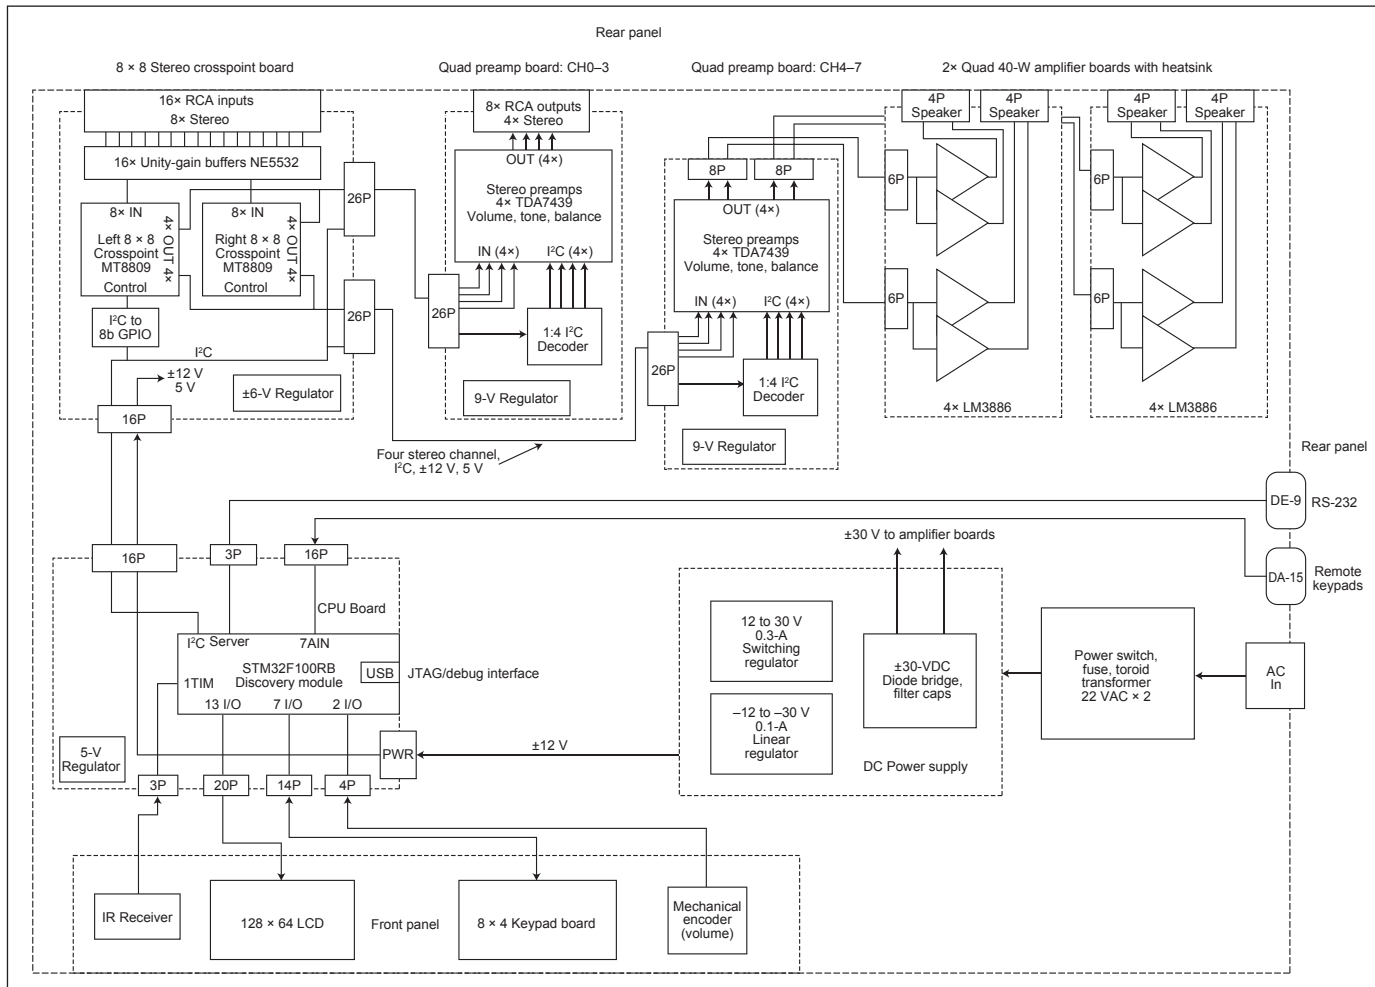 Rear panel
8 × 8 Stereo crosspoint board
Quad preamp board: CH0–3
Quad preamp board: CH4–7
2× Quad 40-W amplifier boards with heatsink
16× RCA inputs
8× Stereo
16× Unity-gain buffers NE5532
8× IN
Left 8 × 8
Crosspoint
MT8809
Control
4× OUT 4×
8× IN
Right 8 × 8
Crosspoint
MT8809
Control
4× OUT 4×
I²C to
8b GPIO
I²C
±12 V
5 V
±6-V Regulator
16P
26P
26P
8× RCA outputs
4× Stereo
OUT (4×)
Stereo preamps
4× TDA7439
Volume, tone, balance
IN (4×)
I²C (4×)
26P
1:4 I²C
Decoder
9-V Regulator
Four stereo channel,
I²C, ±12 V, 5 V
8P
8P
OUT (4×)
Stereo preamps
4× TDA7439
Volume, tone, balance
IN (4×)
I²C (4×)
26P
1:4 I²C
Decoder
9-V Regulator
4P
Speaker
4P
Speaker
6P
6P
4× LM3886
4P
Speaker
4P
Speaker
6P
6P
4× LM3886
Rear panel
DE-9
RS-232
DA-15
Remote
keypads
AC
In
16P
3P
16P
CPU Board
I²C Server
7AIN
STM32F100RB
Discovery module
USB
JTAG/debug interface
1TIM
13 I/O
7 I/O
2 I/O
5-V
Regulator
PWR
3P
20P
14P
4P
±12 V
±30 V to amplifier boards
12 to 30 V
0.3-A
Switching
regulator
–12 to –30 V
0.1-A
Linear
regulator
±30-VDC
Diode bridge,
filter caps
DC Power supply
Power switch,
fuse, toroid
transformer
22 VAC × 2
IR Receiver
128 × 64 LCD
Front panel
8 × 4 Keypad board
Mechanical
encoder
(volume)